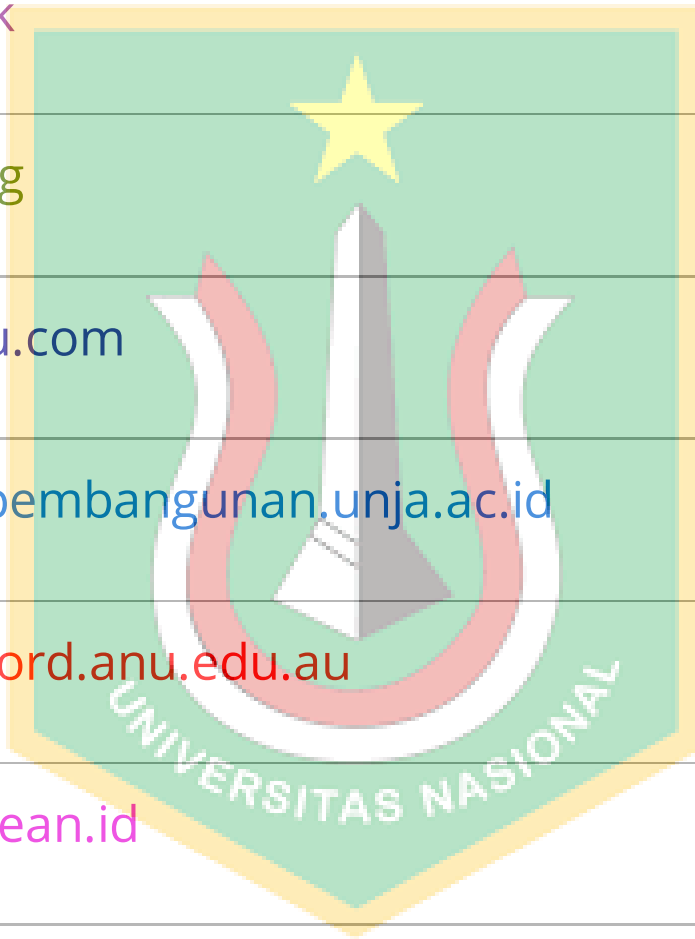 k
g
u.com
pembangunan.unja.ac.id
ord.anu.edu.au
UNIVERSITAS NASIONAL
ean.id